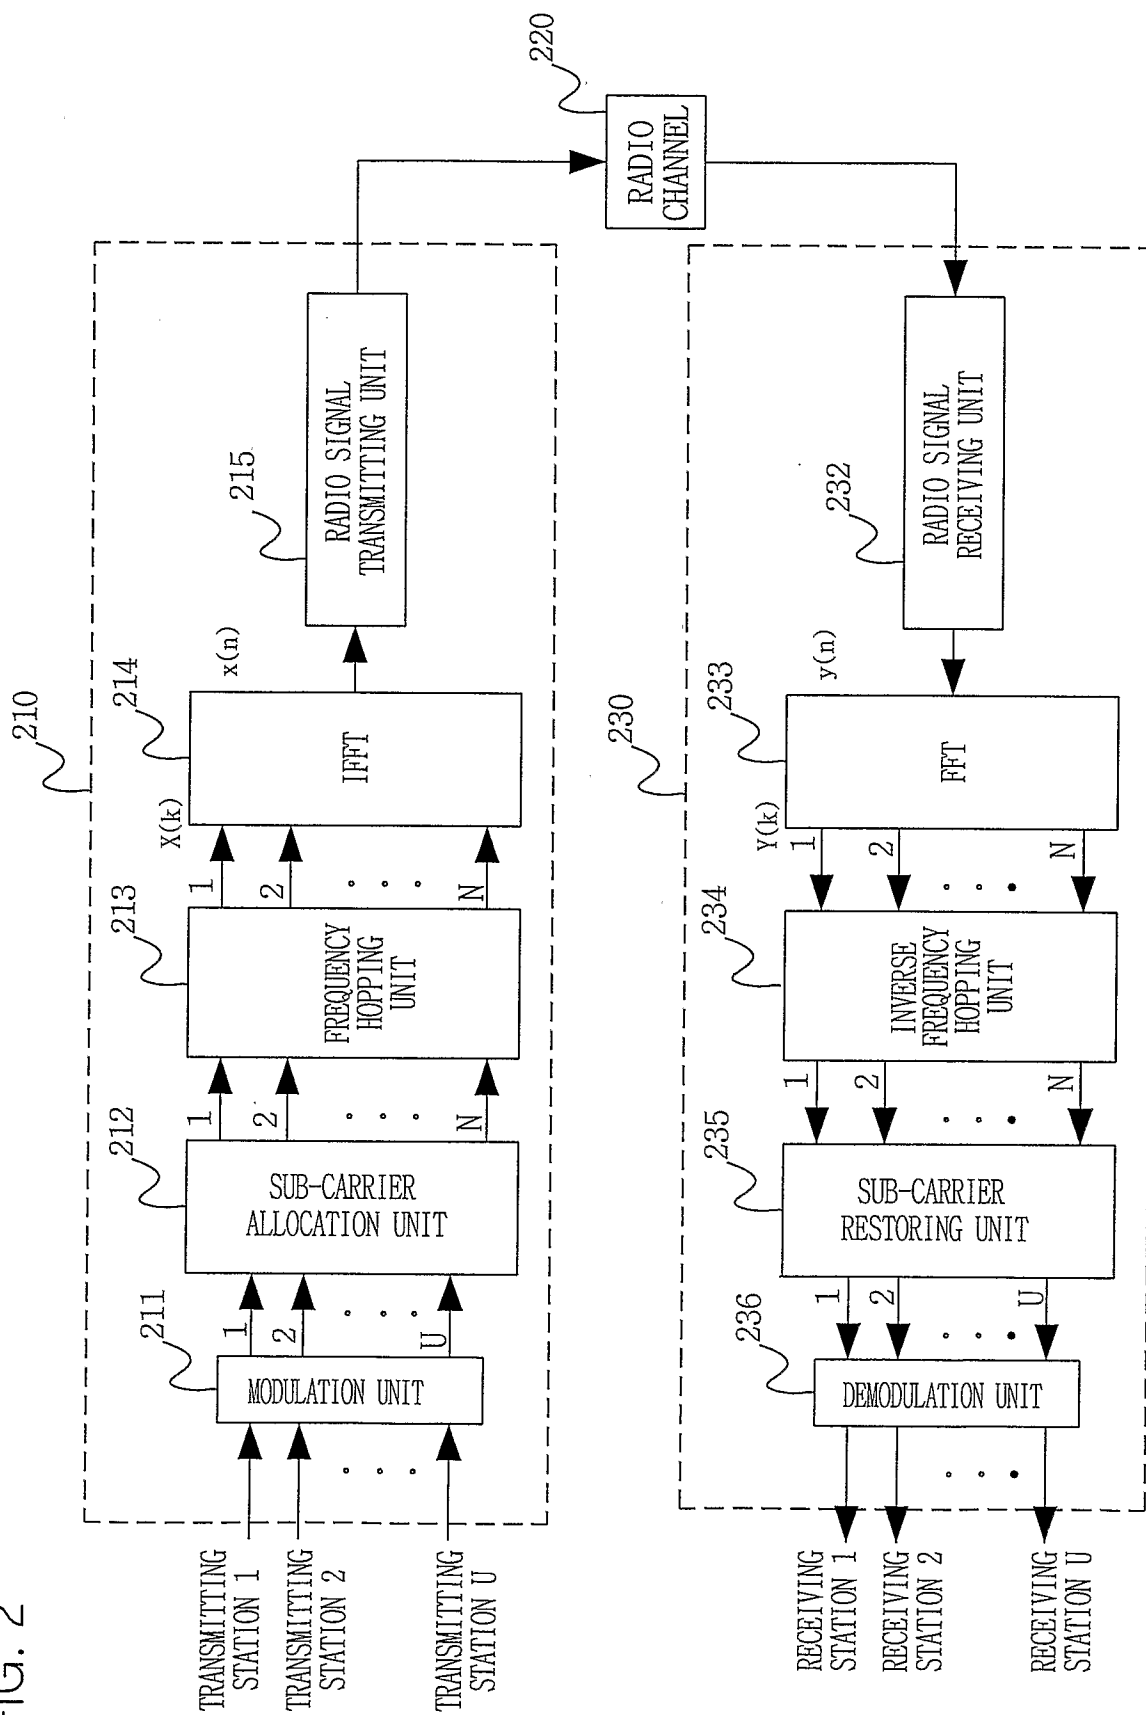 FIG. 2
210
TRANSMITTING
STATION 1
TRANSMITTING
STATION 2
TRANSMITTING
STATION U
211
MODULATION UNIT
1
2
U
212
SUB-CARRIER
ALLOCATION UNIT
1
2
N
213
FREQUENCY
HOPPING
UNIT
1
2
N
X(k)
214
IFFT
x(n)
215
RADIO SIGNAL
TRANSMITTING UNIT
220
RADIO
CHANNEL
230
RECEIVING
STATION 1
RECEIVING
STATION 2
RECEIVING
STATION U
236
DEMODULATION UNIT
1
2
U
235
SUB-CARRIER
RESTORING UNIT
1
2
N
234
INVERSE
FREQUENCY
HOPPING
UNIT
1
2
N
Y(k)
233
FFT
y(n)
232
RADIO SIGNAL
RECEIVING UNIT